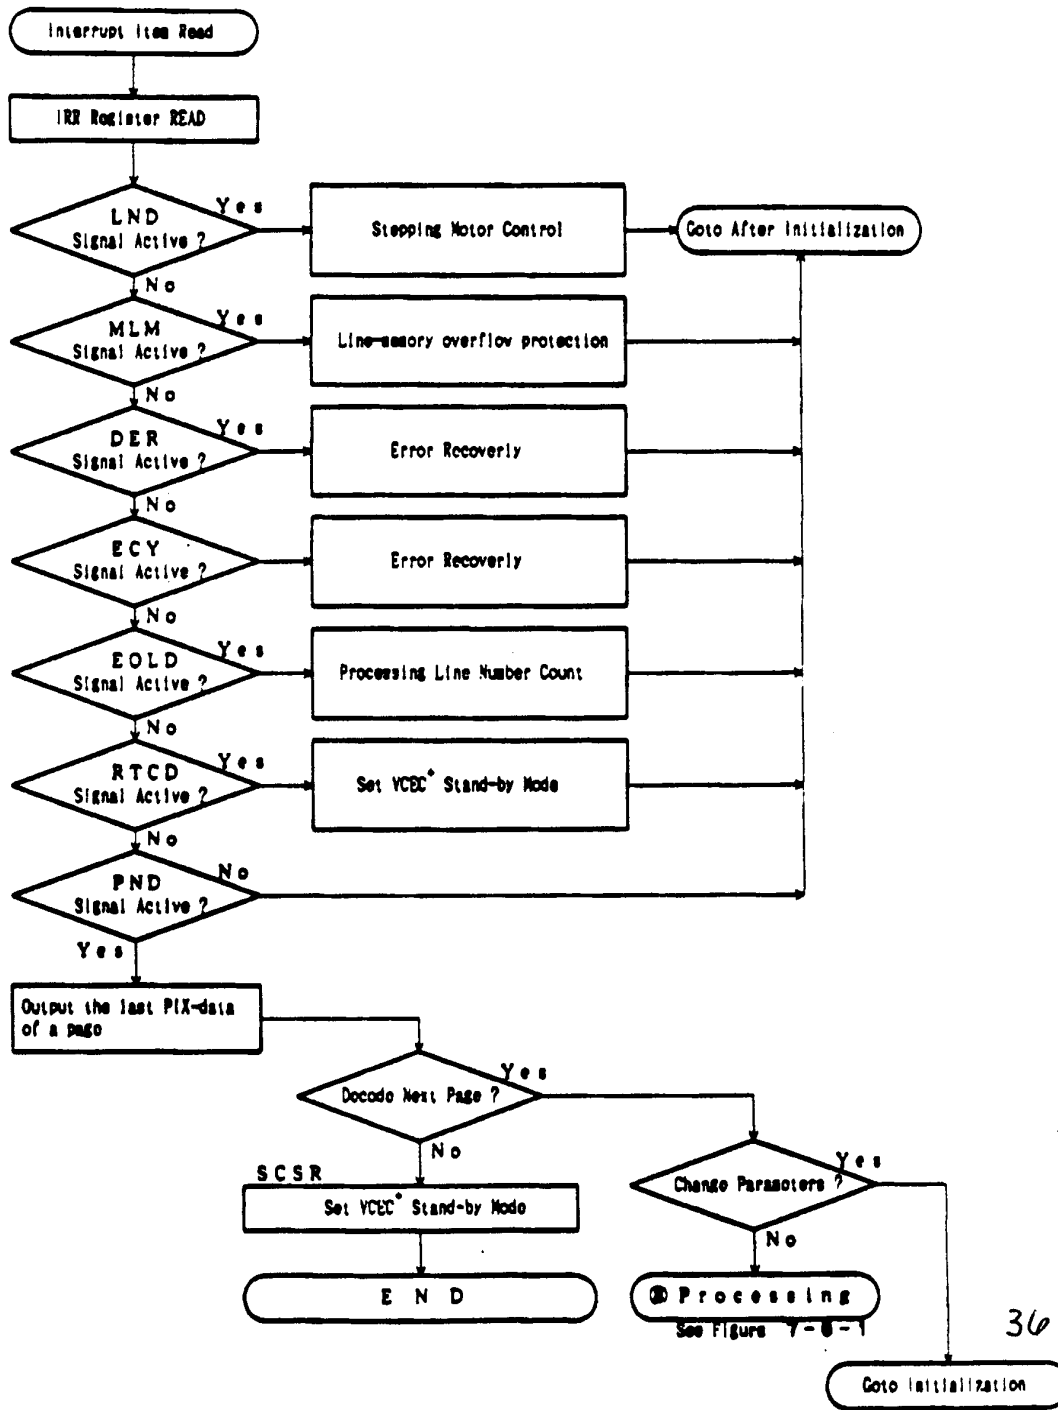 Interrupt Item Read
IRR Register READ
LND
Signal Active ?
Yes
Stepping Motor Control
Goto After Initialization
No
MLM
Signal Active ?
Yes
Line-memory overflow protection
No
DER
Signal Active ?
Yes
Error Recoverly
No
ECY
Signal Active ?
Error Recoverly
No
EOLD
Signal Active ?
Yes
Processing Line Number Count
No
RTCD
Signal Active ?
Yes
Set VCEC* Stand-by Mode
No
PND
Signal Active ?
No
Yes
Output the last PIX-data
of a page
Decode Next Page ?
Yes
No
SCSR
Set VCEC* Stand-by Mode
END
Change Parameters ?
Yes
No
Processing
See Figure 7-8-1
36
Goto Initialization